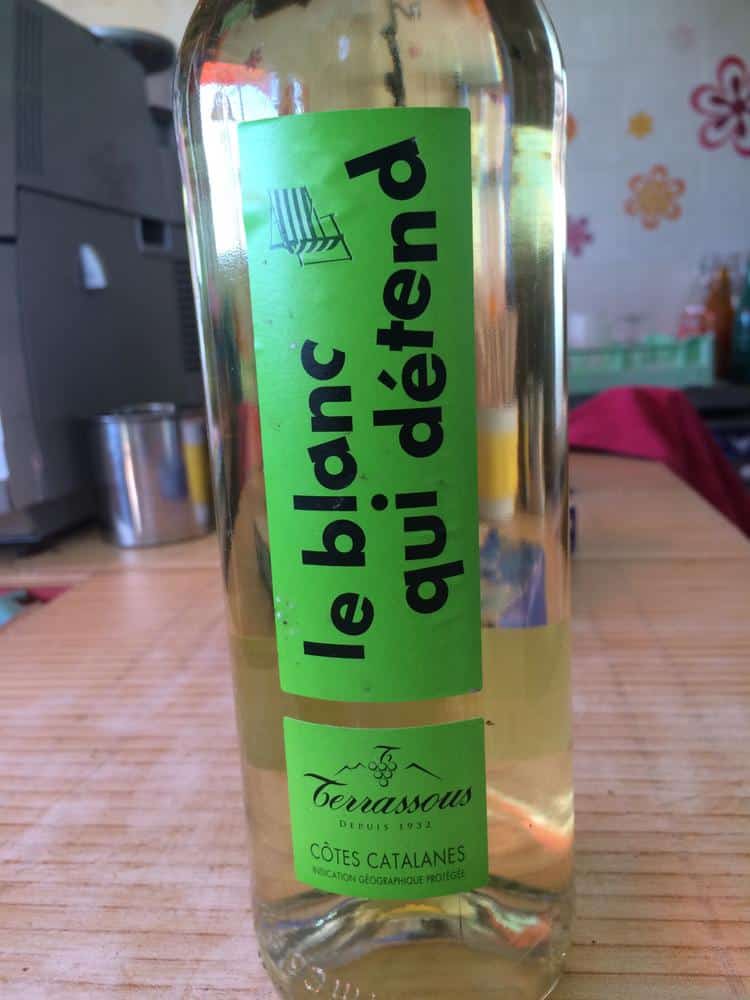 le blanc
qui détend
Terrassous
DEPUIS 1932
CÔTES CATALANES
INDICATION GÉOGRAPHIQUE PROTÉGÉE